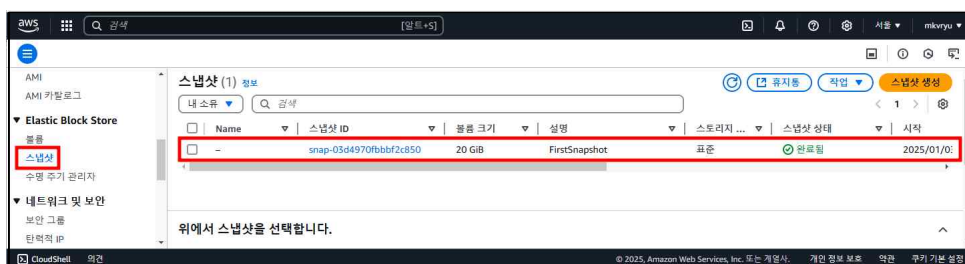 aws 검색 [알트+S] 서울 ▼ mkvryu ▼
AMI
AMI 카탈로그
▼ Elastic Block Store
볼륨
스냅샷
수명 주기 관리자
▼ 네트워크 및 보안
보안 그룹
탄력적 IP
스냅샷 (1) 정보 휴지통 작업 ▼ 스냅샷 생성
내 소유 ▼ 검색 < 1 >
Name 스냅샷 ID 볼륨 크기 설명 스토리지 ... 스냅샷 상태 시작
– snap-03d4970fbbbf2c850 20 GiB FirstSnapshot 표준 완료됨 2025/01/03
위에서 스냅샷을 선택합니다.
CloudShell 의견 © 2025, Amazon Web Services, Inc. 또는 계열사. 개인 정보 보호 약관 쿠키 기본 설정